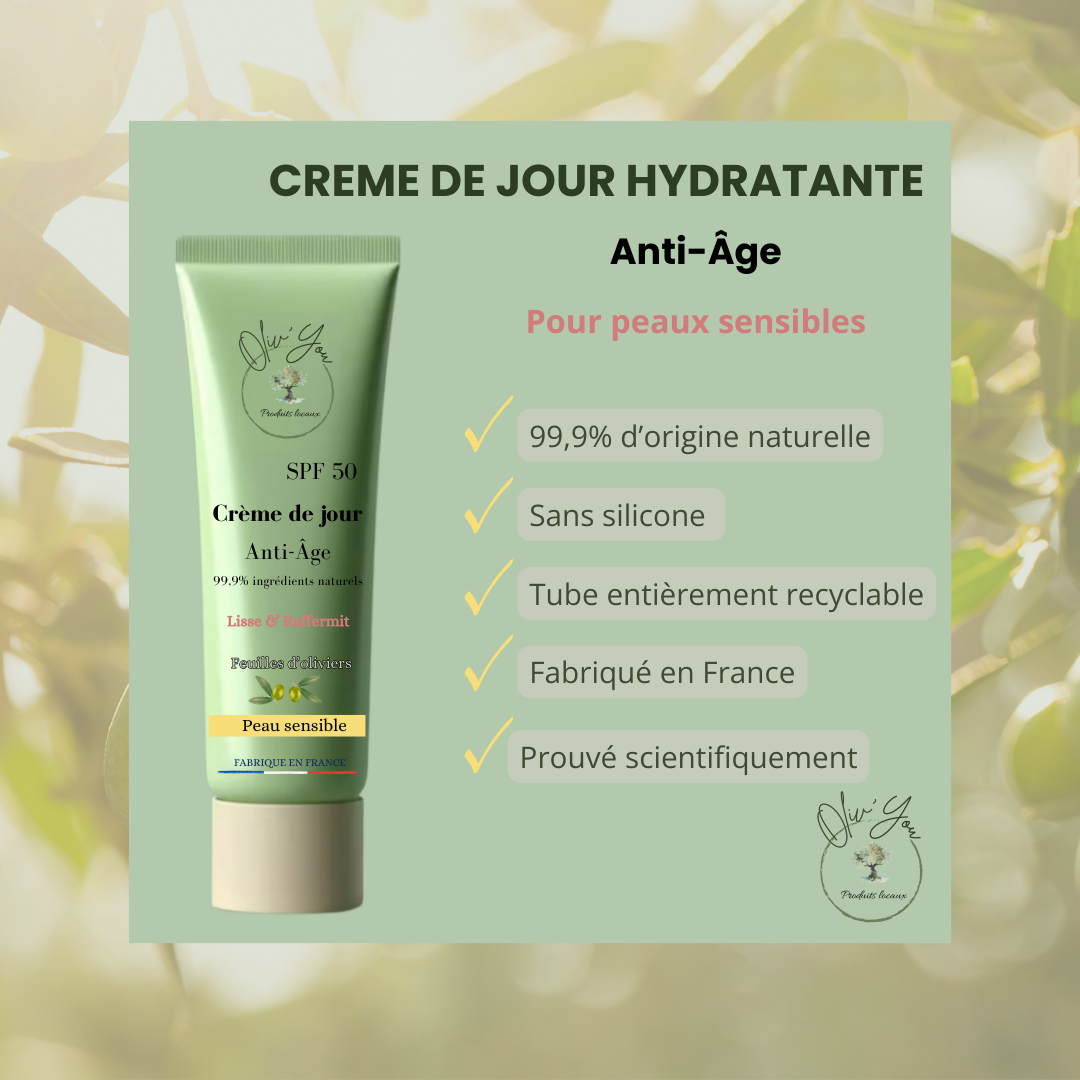 CREME DE JOUR HYDRATANTE
Anti-Âge
Pour peaux sensibles
99,9% d’origine naturelle
Sans silicone
Tube entièrement recyclable
Fabriqué en France
Prouvé scientifiquement
Oliv' You
Produits locaux
SPF 50
Crème de jour
Anti-Âge
99.9% ingrédients naturels
Lisse & Raffermit
Feuilles d'oliviers
Peau sensible
FABRIQUE EN FRANCE
Oliv' You
Produits locaux